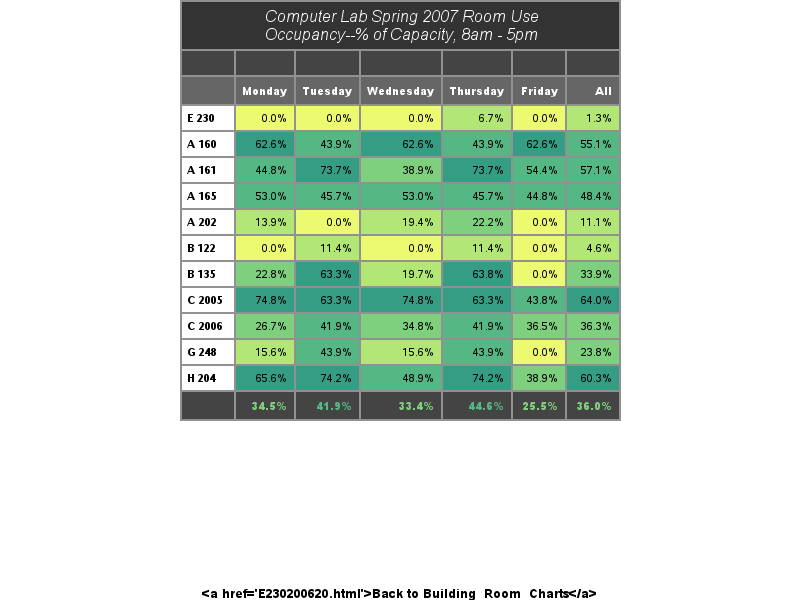 Computer Lab Spring 2007 Room Use
Occupancy--% of Capacity, 8am - 5pm
Monday Tuesday Wednesday Thursday Friday All
E 230 0.0% 0.0% 0.0% 6.7% 0.0% 1.3%
A 160 62.6% 43.9% 62.6% 43.9% 62.6% 55.1%
A 161 44.8% 73.7% 38.9% 73.7% 54.4% 57.1%
A 165 53.0% 45.7% 53.0% 45.7% 44.8% 48.4%
A 202 13.9% 0.0% 19.4% 22.2% 0.0% 11.1%
B 122 0.0% 11.4% 0.0% 11.4% 0.0% 4.6%
B 135 22.8% 63.3% 19.7% 63.8% 0.0% 33.9%
C 2005 74.8% 63.3% 74.8% 63.3% 43.8% 64.0%
C 2006 26.7% 41.9% 34.8% 41.9% 36.5% 36.3%
G 248 15.6% 43.9% 15.6% 43.9% 0.0% 23.8%
H 204 65.6% 74.2% 48.9% 74.2% 38.9% 60.3%
34.5% 41.9% 33.4% 44.6% 25.5% 36.0%
<a href='E230200620.html'>Back to Building_Room_Charts</a>